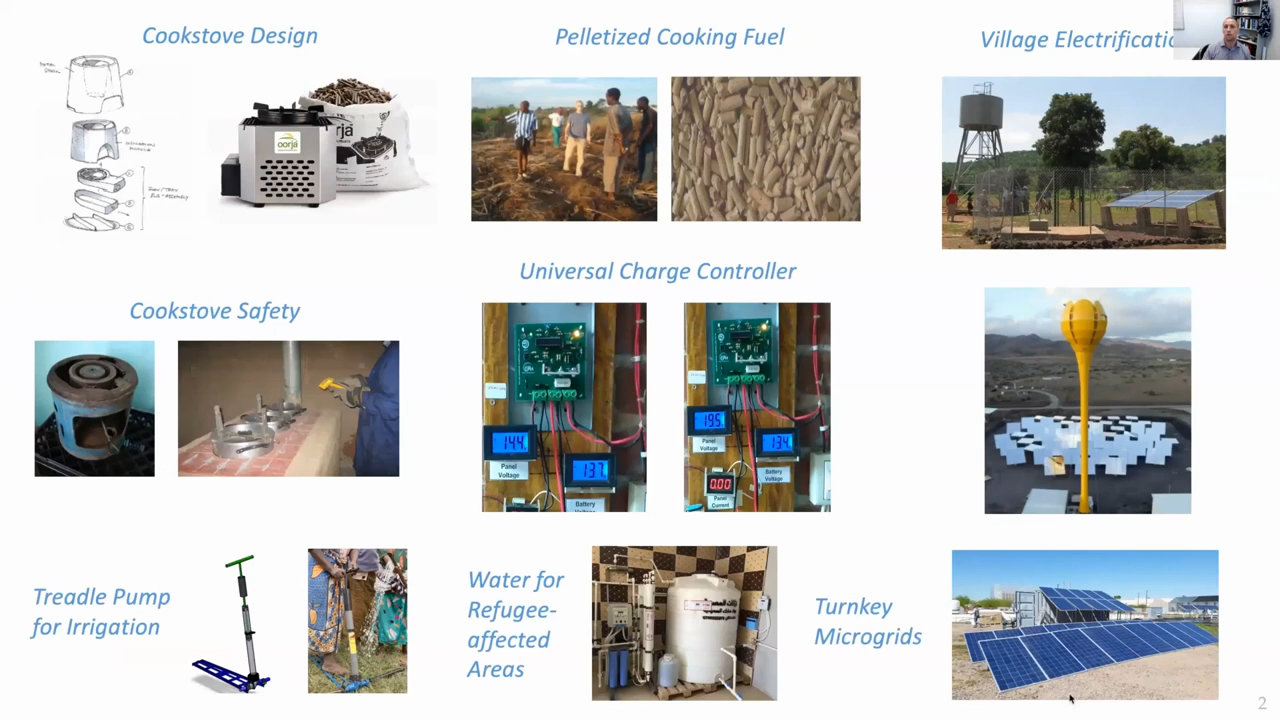 Cookstove Design
Pelletized Cooking Fuel
Village Electrificatio
oorja
orja
Universal Charge Controller
Cookstove Safety
14.4
Panel
Voltage
13.7
Battery
19.5
Panel
Voltage
13.4
Battery
Voltage
0.00
Panel
Current
Treadle Pump
for Irrigation
Water for
Refugee-
affected
Areas
Turnkey
Microgrids
2